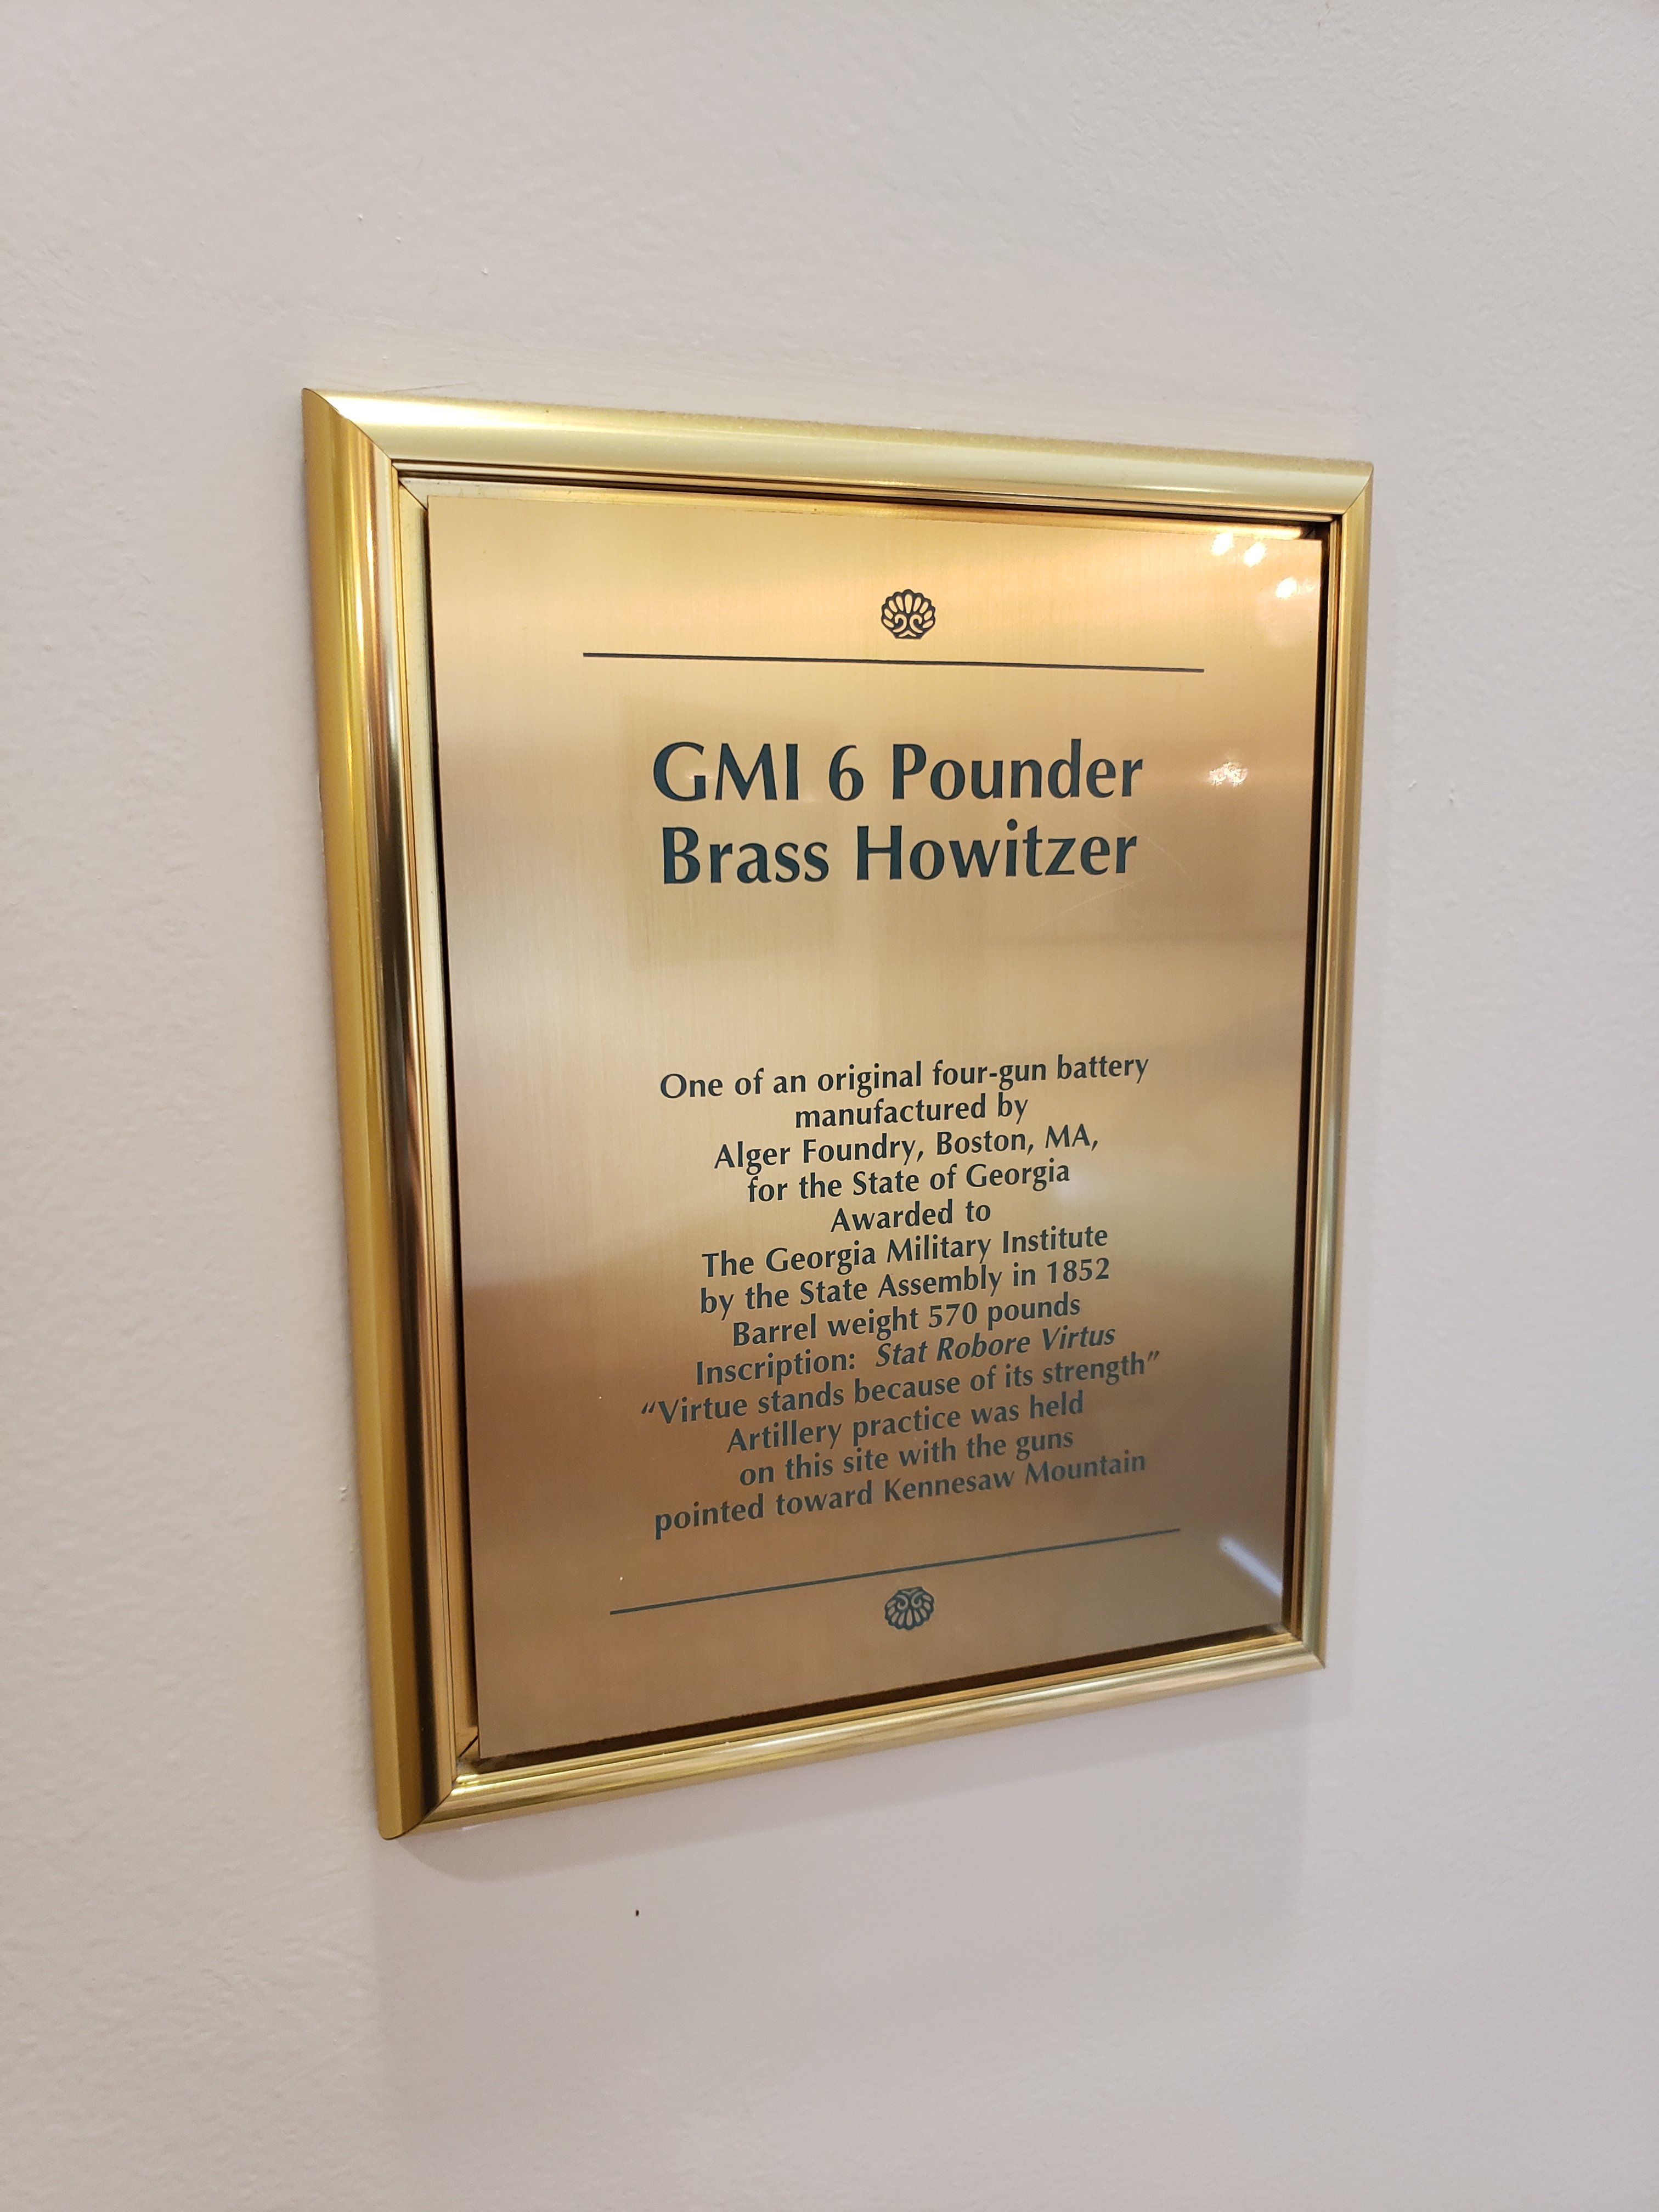 GMI 6 Pounder
Brass Howitzer
One of an original four-gun battery
manufactured by
Alger Foundry, Boston, MA,
for the State of Georgia
Awarded to
The Georgia Military Institute
by the State Assembly in 1852
Barrel weight 570 pounds
Inscription: Stat Robore Virtus
“Virtue stands because of its strength”
Artillery practice was held
on this site with the guns
pointed toward Kennesaw Mountain